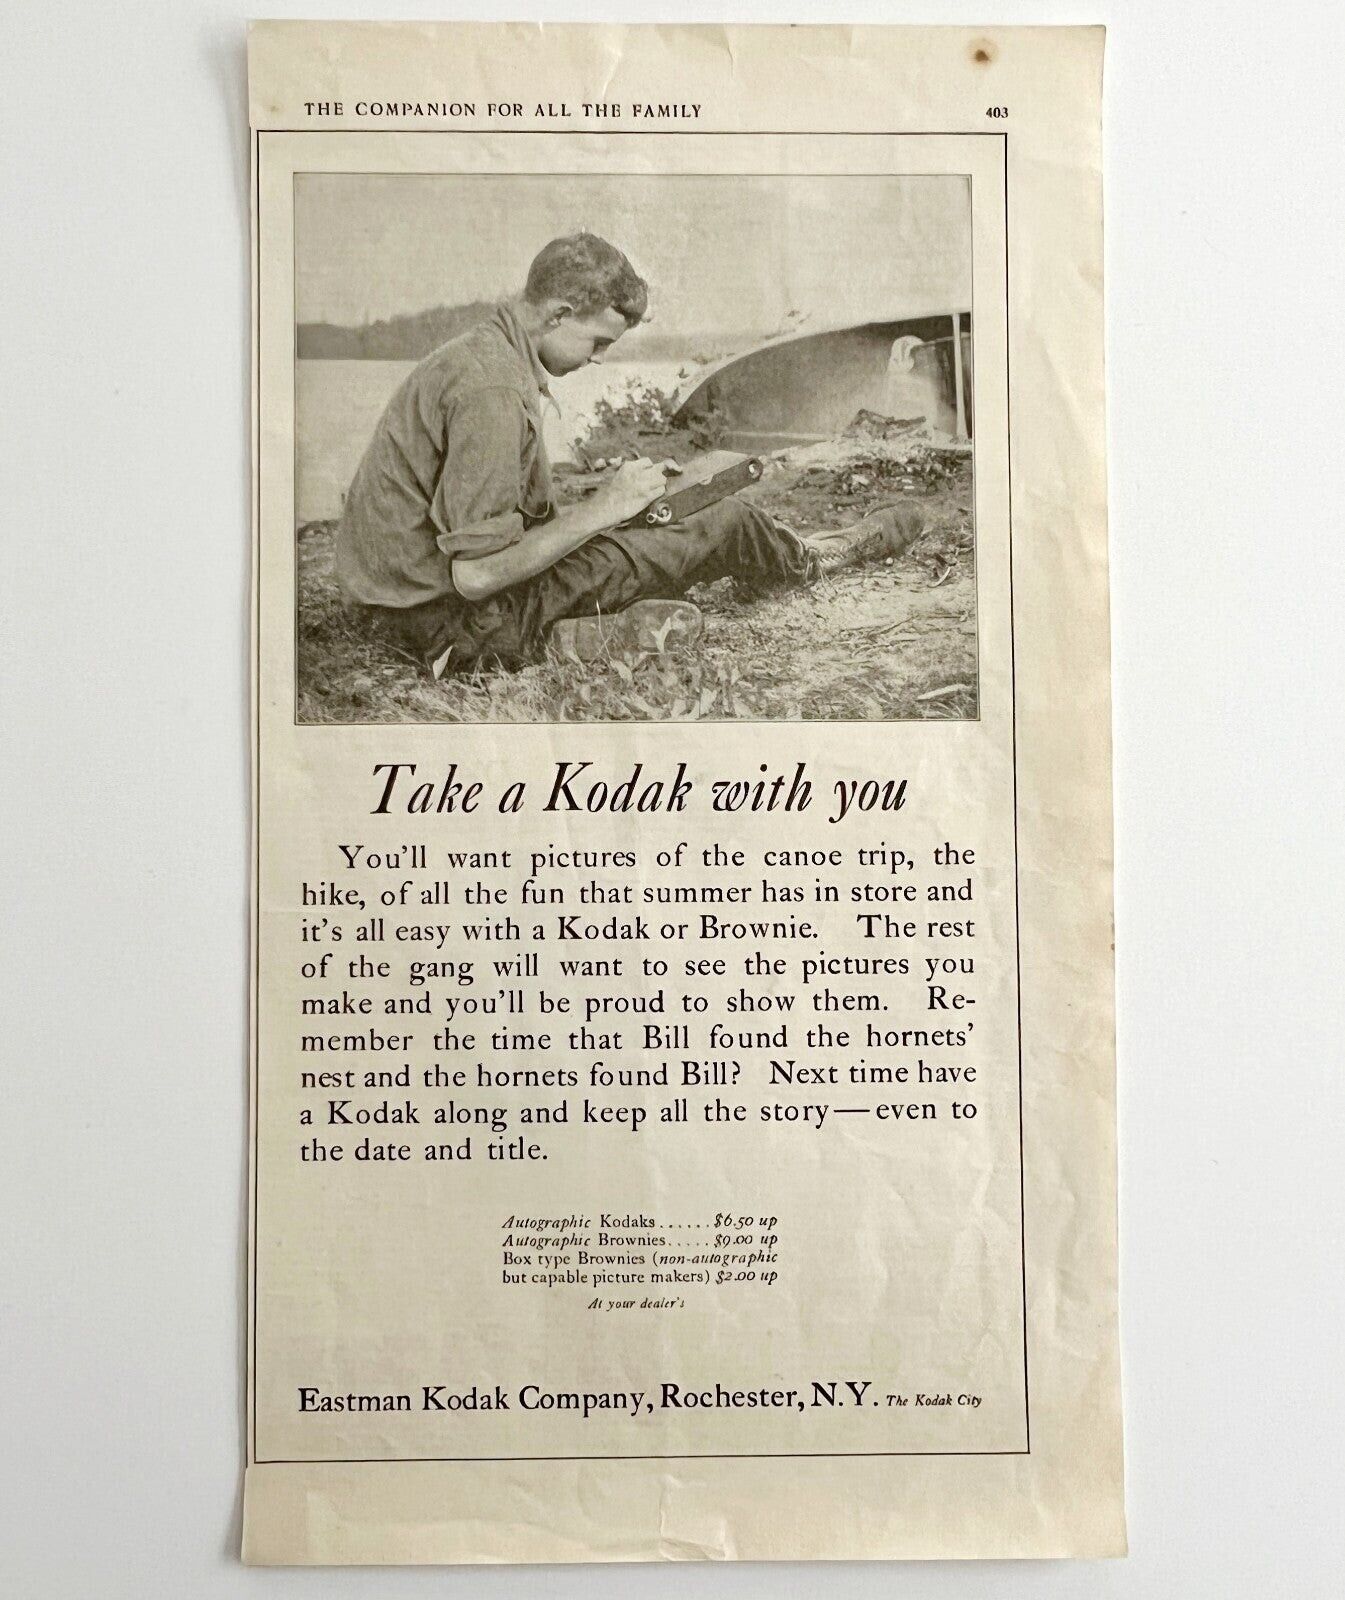 THE COMPANION FOR ALL THE FAMILY 403
Take a Kodak with you
You'll want pictures of the canoe trip, the
hike, of all the fun that summer has in store and
it's all easy with a Kodak or Brownie. The rest
of the gang will want to see the pictures you
make and you'll be proud to show them. Re-
member the time that Bill found the hornets'
nest and the hornets found Bill? Next time have
a Kodak along and keep all the story—even to
the date and title.
Autographic Kodaks ...... $6.50 up
Autographic Brownies ..... $9.00 up
Box type Brownies (non-autographic
but capable picture makers) $2.00 up
At your dealer's
Eastman Kodak Company, Rochester, N.Y. The Kodak City